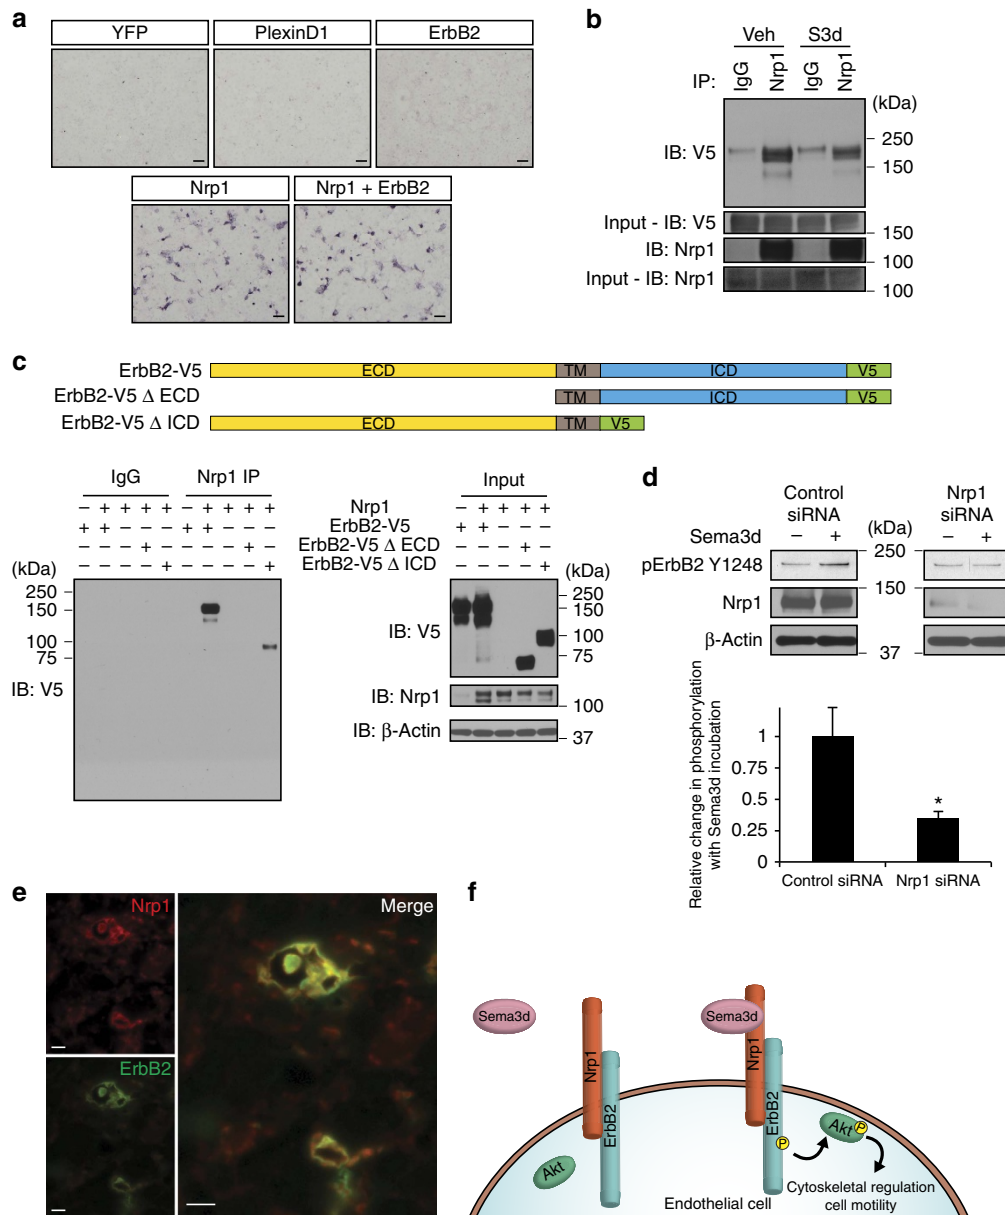 a
YFP
PlexinD1
ErbB2
Nrp1
Nrp1 + ErbB2
b
Veh
S3d
IP:
IgG
Nrp1
IgG
Nrp1
(kDa)
IB: V5
250
150
Input - IB: V5
150
IB: Nrp1
100
Input - IB: Nrp1
100
c
ErbB2-V5
ECD
TM
ICD
V5
ErbB2-V5 Δ ECD
TM
ICD
V5
ErbB2-V5 Δ ICD
ECD
TM
V5
IgG
Nrp1 IP
Input
− + + + + − + + + +
Nrp1
− + + + +
+ + − − − + + − − −
ErbB2-V5
+ + − − −
− − − + − − − − + −
ErbB2-V5 Δ ECD
− − − + −
− − − − + − − − − +
ErbB2-V5 Δ ICD
− − − − +
(kDa)
250
150
100
75
IB: V5
(kDa)
IB: V5
250
150
100
75
IB: Nrp1
100
IB: β-Actin
37
d
Control siRNA
Nrp1 siRNA
Sema3d
− +
(kDa)
− +
pErbB2 Y1248
250
150
Nrp1
β-Actin
37
Relative change in phosphorylation
with Sema3d incubation
1
0.75
0.5
0.25
0
*
Control siRNA
Nrp1 siRNA
e
Nrp1
ErbB2
Merge
f
Sema3d
Nrp1
ErbB2
Akt
Sema3d
Nrp1
ErbB2
P
Akt
P
Cytoskeletal regulation
cell motility
Endothelial cell